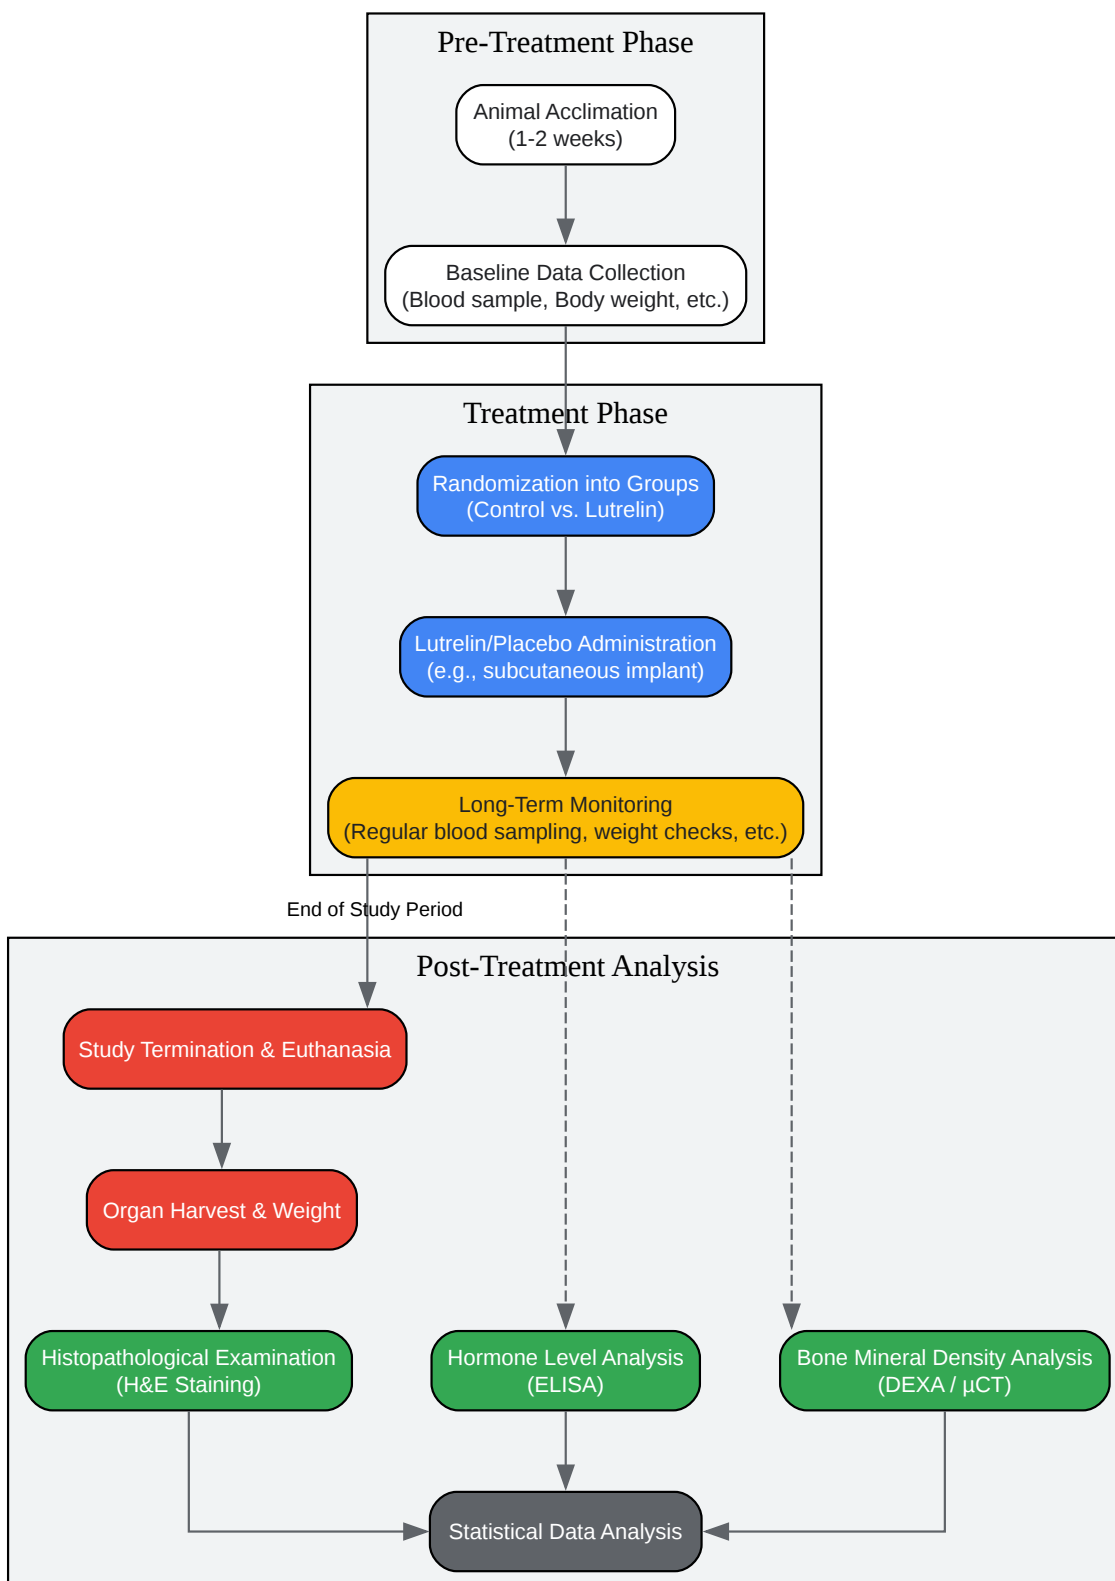 Pre-Treatment Phase
Animal Acclimation
(1-2 weeks)
Baseline Data Collection
(Blood sample, Body weight, etc.)
Treatment Phase
Randomization into Groups
(Control vs. Lutrelin)
Lutrelin/Placebo Administration
(e.g., subcutaneous implant)
Long-Term Monitoring
(Regular blood sampling, weight checks, etc.)
End of Study Period
Post-Treatment Analysis
Study Termination & Euthanasia
Organ Harvest & Weight
Histopathological Examination
(H&E Staining)
Hormone Level Analysis
(ELISA)
Bone Mineral Density Analysis
(DEXA / µCT)
Statistical Data Analysis